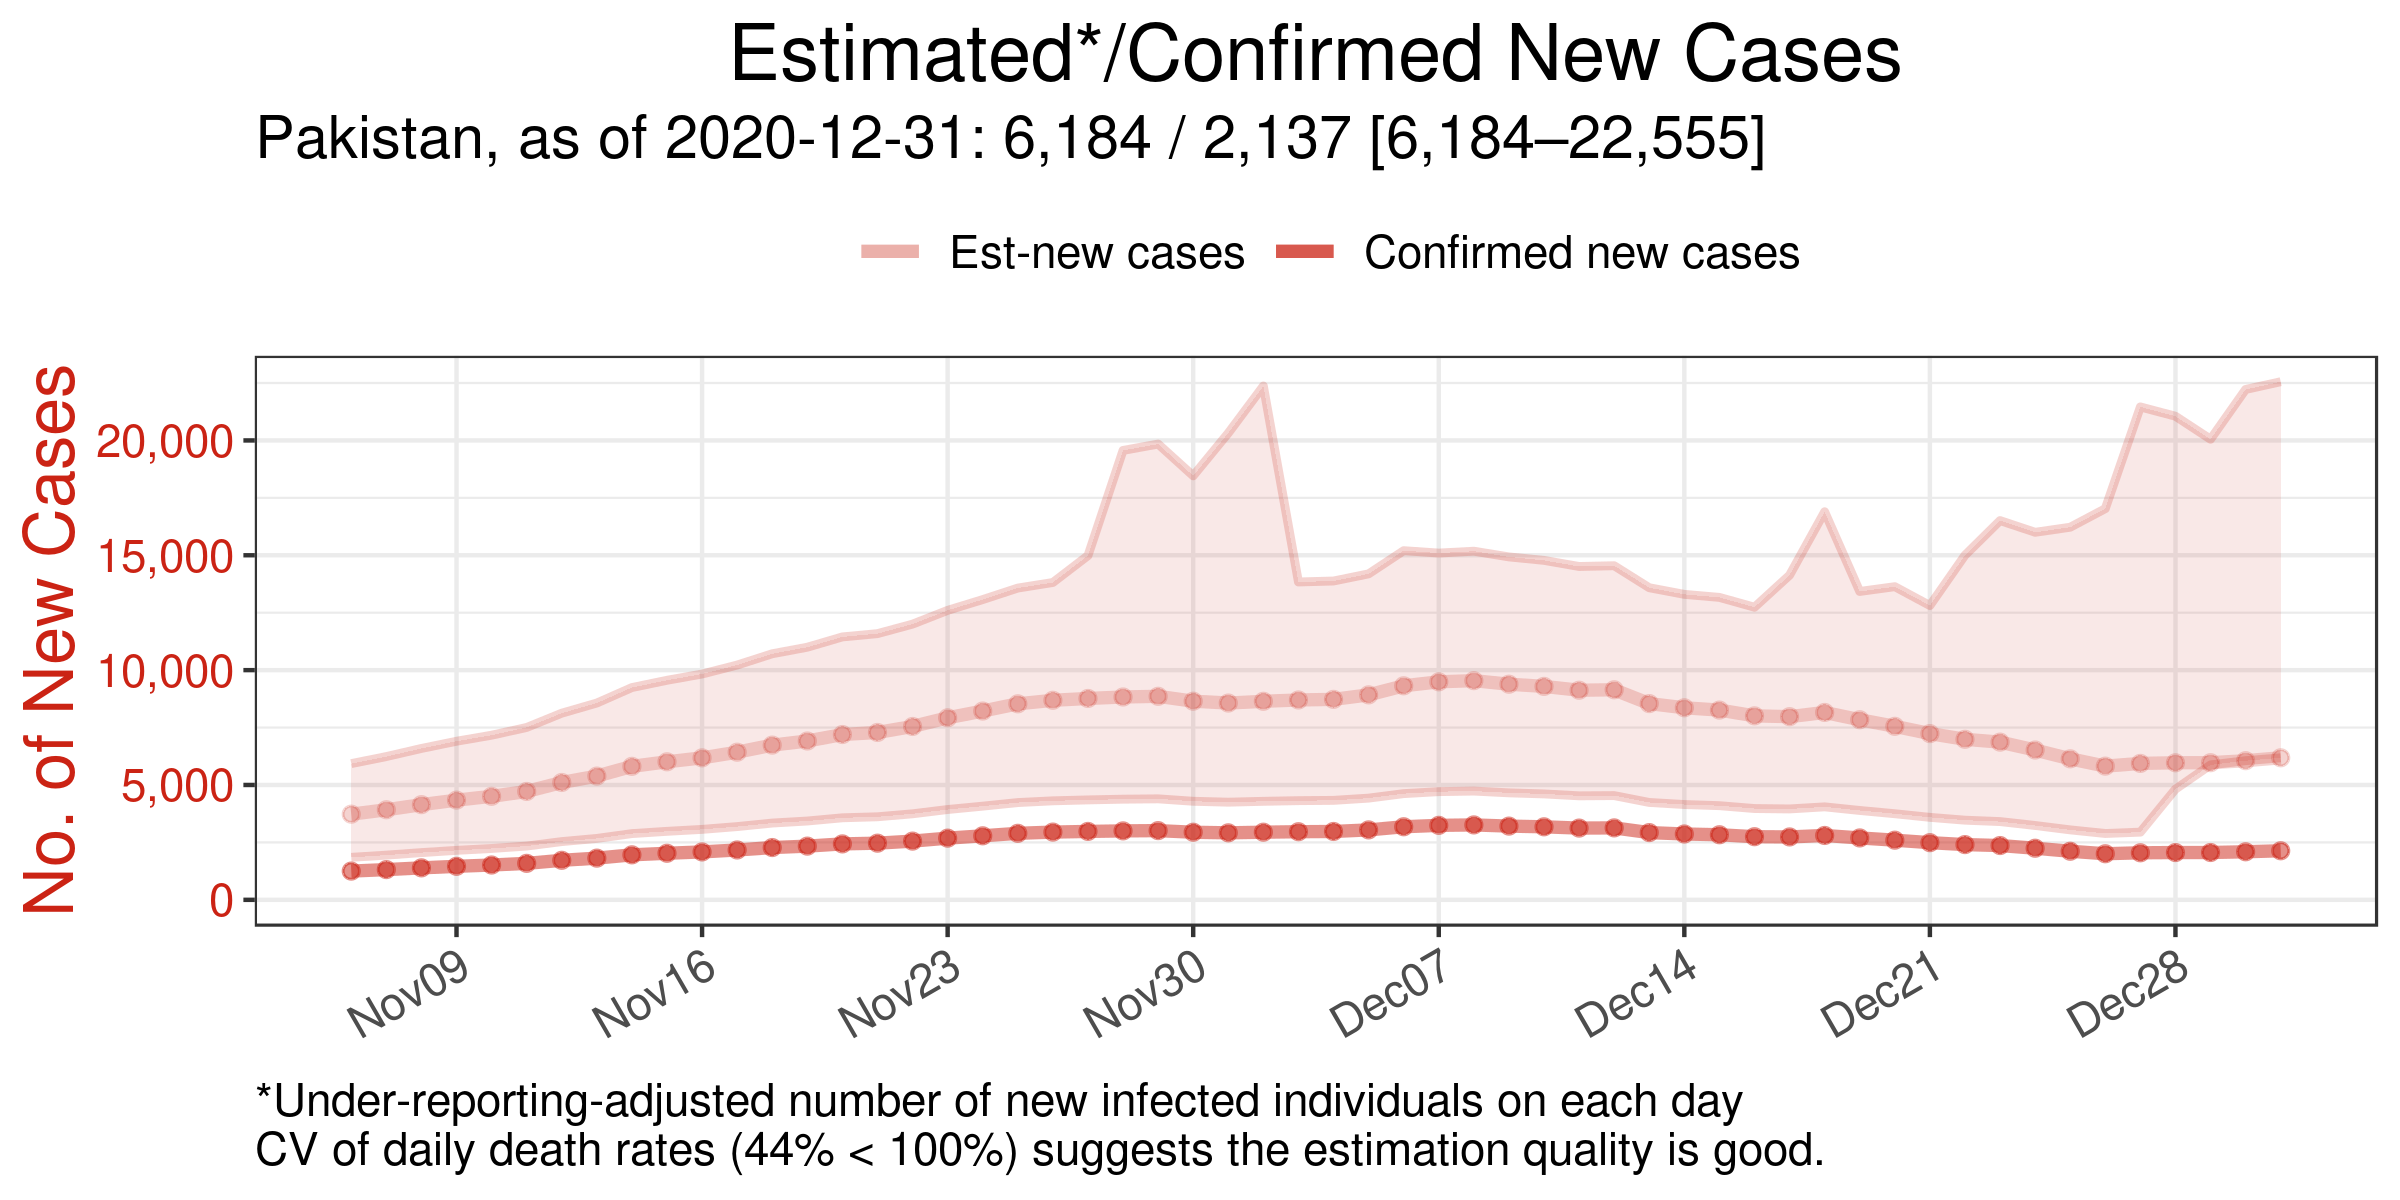 Estimated*/Confirmed New Cases
Pakistan, as of 2020-12-31: 6,184 / 2,137 [6,184–22,555]
Est-new cases
Confirmed new cases
No. of New Cases
20,000
15,000
10,000
5,000
0
Nov09
Nov16
Nov23
Nov30
Dec07
Dec14
Dec21
Dec28
*Under-reporting-adjusted number of new infected individuals on each day
CV of daily death rates (44% < 100%) suggests the estimation quality is good.